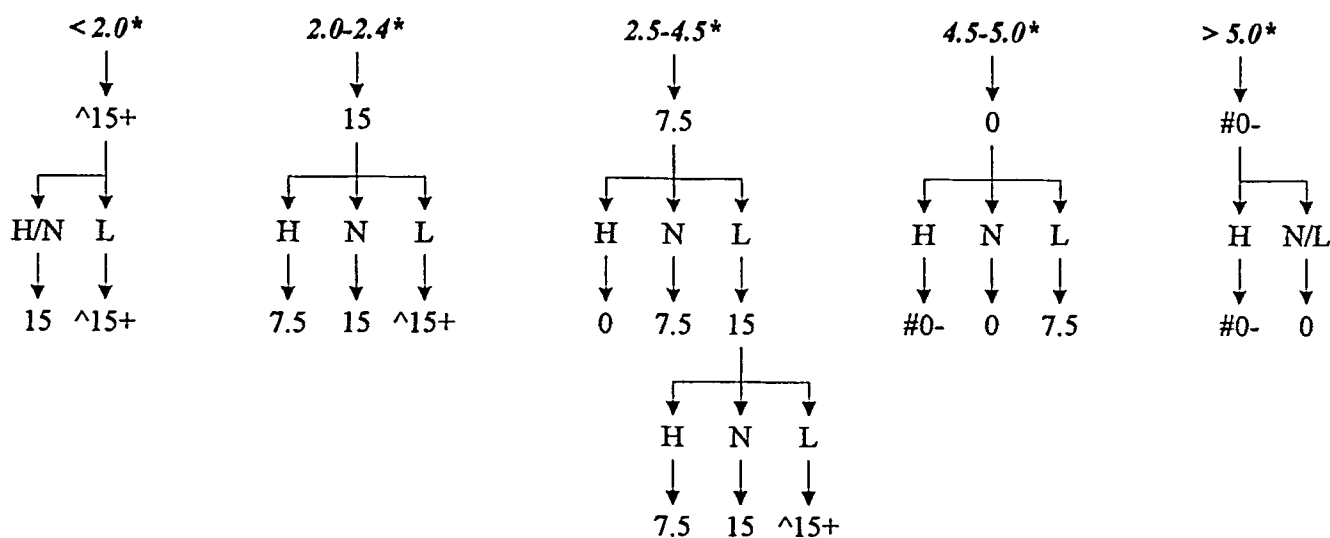 < 2.0* 2.0-2.4* 2.5-4.5* 4.5-5.0* > 5.0*
^15+ 15 7.5 0 #0-
H/N L H N L H N L H N L H N/L
15 ^15+ 7.5 15 ^15+ 0 7.5 15 #0- 0 7.5 #0- 0
H N L
7.5 15 ^15+